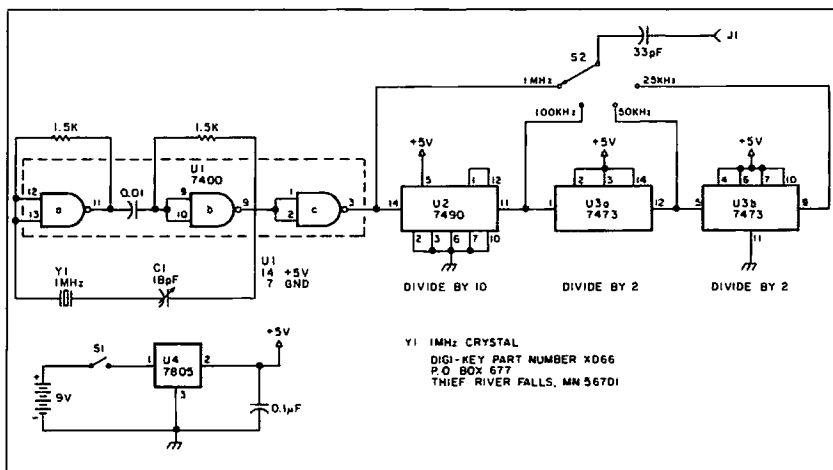 J1
33pF
S2
1MHz
25KHz
100KHz
50KHz
1.5K
1.5K
U1
7400
12
13
a
11
0.01
9
10
b
9
1
2
c
3
+5V
5
1
12
14
U2
7490
11
2
3
6
7
10
DIVIDE BY 10
+5V
2
3
14
1
U3a
7473
12
DIVIDE BY 2
+5V
4
6
7
10
5
U3b
7473
9
11
DIVIDE BY 2
Y1
1MHz
C1
18pF
U1
14 +5V
7 GND
S1
+
9V
-
1
U4
7805
2
3
+5V
0.1µF
Y1 1MHz CRYSTAL
DIGI-KEY PART NUMBER XD66
P.O BOX 677
THIEF RIVER FALLS, MN 56701